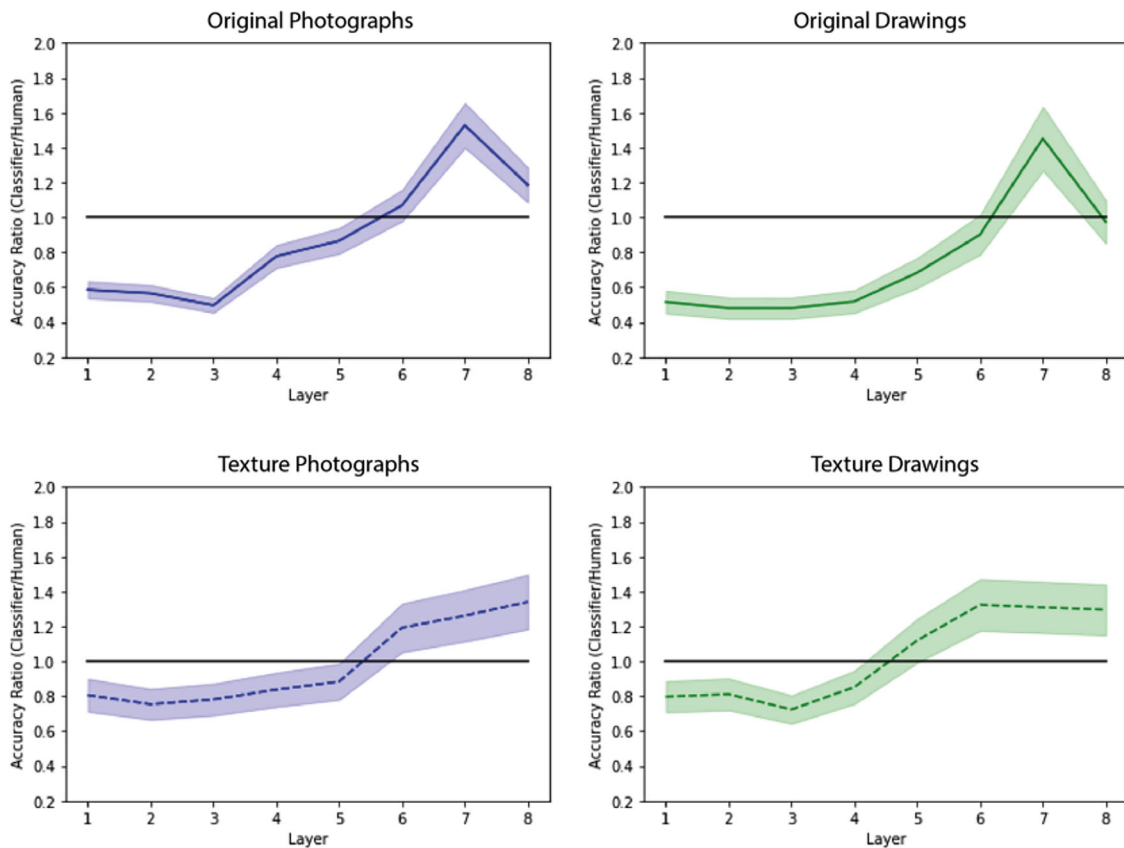 Original Photographs
Accuracy Ratio (Classifier/Human)
2.0
1.8
1.6
1.4
1.2
1.0
0.8
0.6
0.4
0.2
1 2 3 4 5 6 7 8
Layer
Original Drawings
Accuracy Ratio (Classifier/Human)
2.0
1.8
1.6
1.4
1.2
1.0
0.8
0.6
0.4
0.2
1 2 3 4 5 6 7 8
Layer
Texture Photographs
Accuracy Ratio (Classifier/Human)
2.0
1.8
1.6
1.4
1.2
1.0
0.8
0.6
0.4
0.2
1 2 3 4 5 6 7 8
Layer
Texture Drawings
Accuracy Ratio (Classifier/Human)
2.0
1.8
1.6
1.4
1.2
1.0
0.8
0.6
0.4
0.2
1 2 3 4 5 6 7 8
Layer